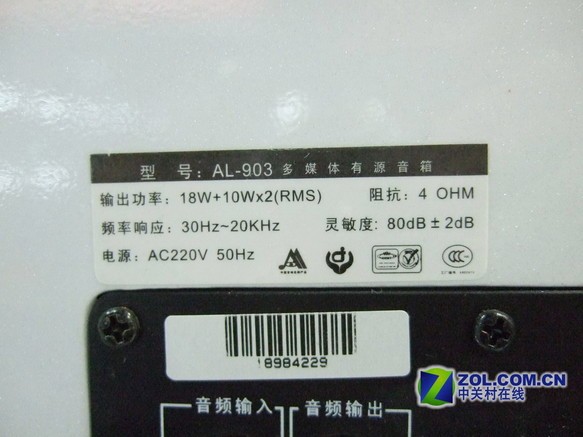 型 号: AL-903 多媒体有源音箱
输出功率: 18W+10Wx2(RMS) 阻抗: 4 OHM
频率响应: 30Hz~20KHz 灵敏度: 80dB±2dB
电源: AC220V 50Hz
18984229
音频输入 音频输出
ZOL.COM.CN
中关村在线